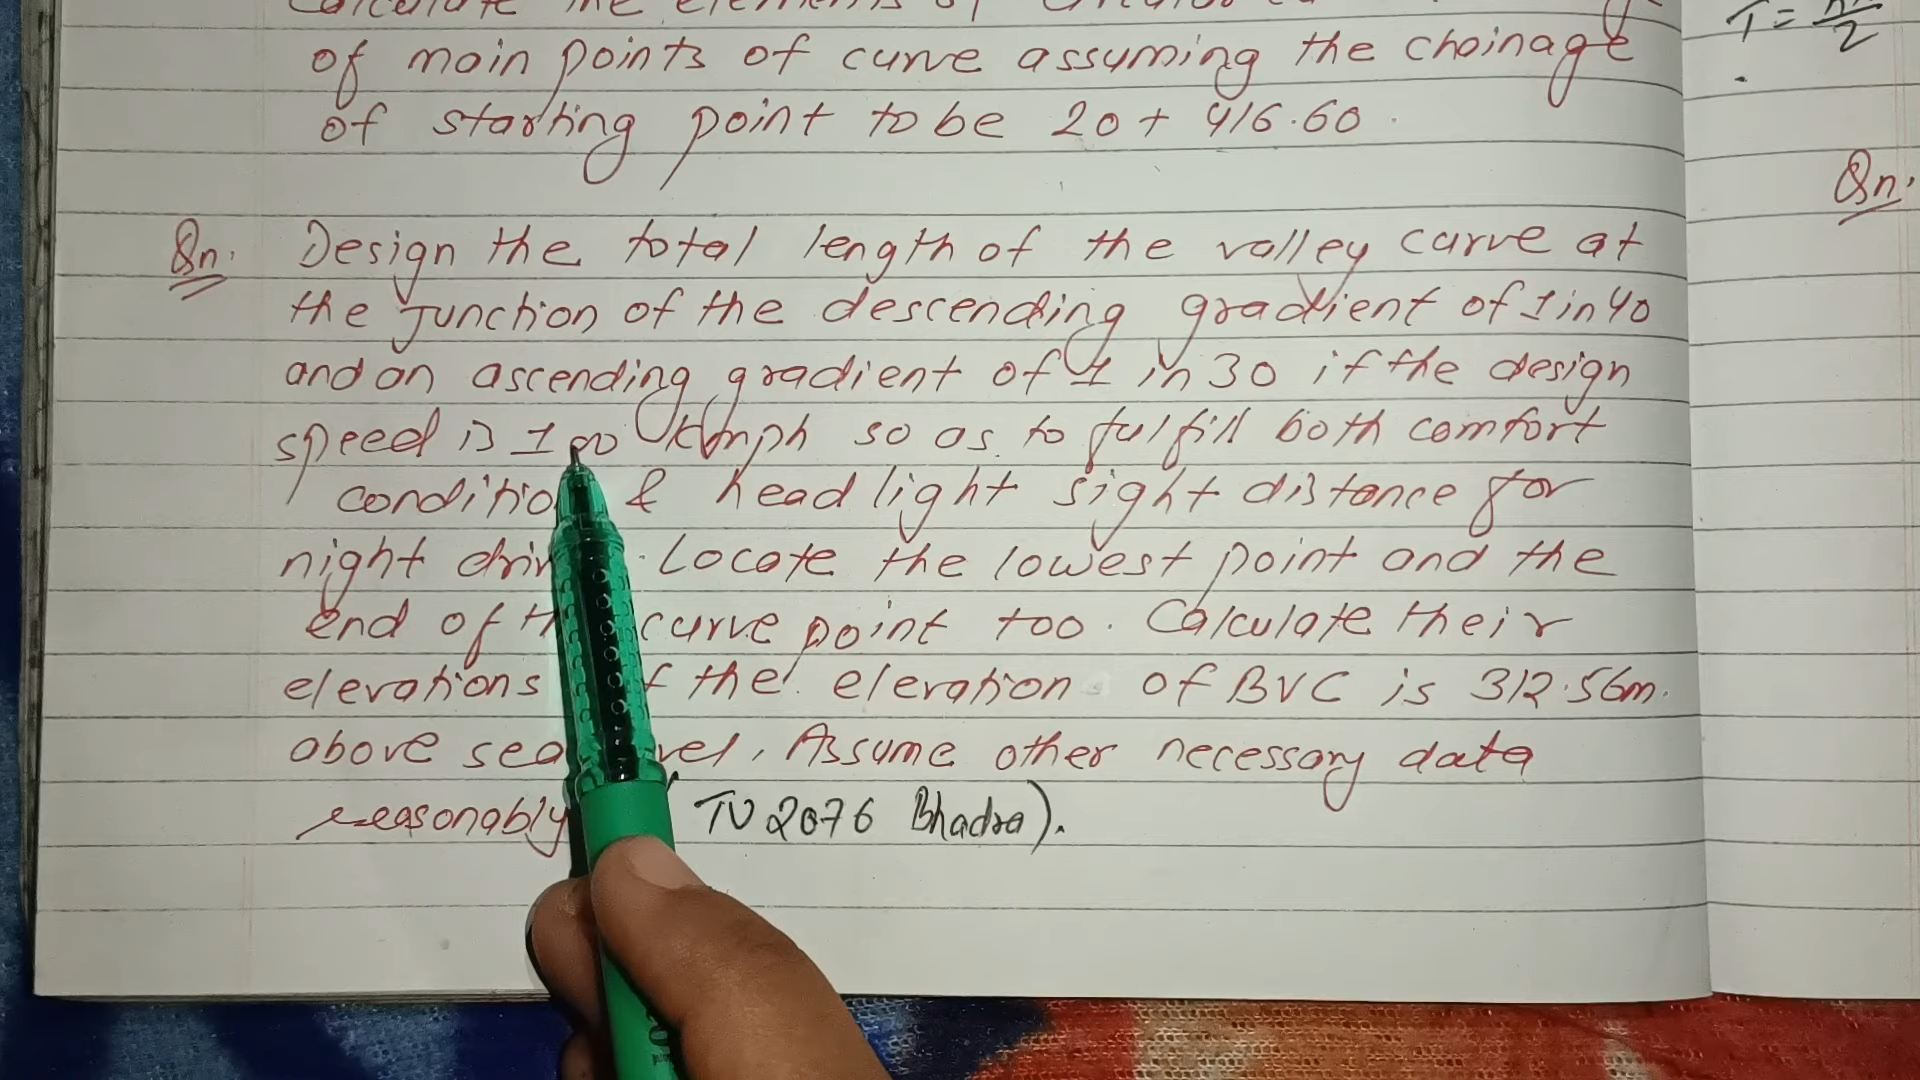 Calculate the elements of
of main points of curve assuming the chainage
of starting point to be 20+ 416.60.
Qn. Design the total length of the valley curve at
the junction of the descending gradient of 1 in 40
and an ascending gradient of 1 in 30 if the design
speed is 100 kmph so as to fulfill both comfort
condition & head light sight distance for
night Locate the lowest point and the
end of curve point too. Calculate their
elevations the elevation of BVC is 312.56m.
above sea Assume other necessary data
reasonably (TU 2076 Bhadra).
T =
2
Qn.